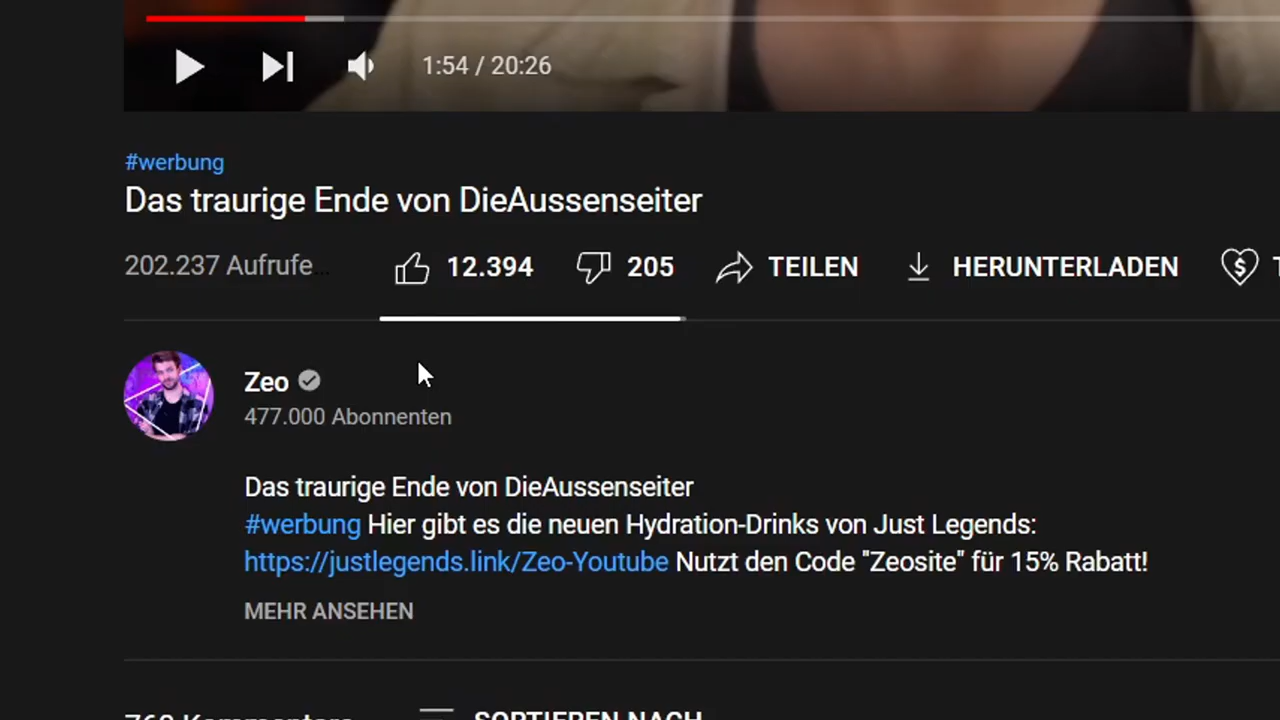 1:54 / 20:26
#werbung
Das traurige Ende von DieAussenseiter
202.237 Aufrufe...
12.394
205
TEILEN
HERUNTERLADEN
Zeo
477.000 Abonnenten
Das traurige Ende von DieAussenseiter
#werbung Hier gibt es die neuen Hydration-Drinks von Just Legends:
https://justlegends.link/Zeo-Youtube Nutzt den Code "Zeosite" für 15% Rabatt!
MEHR ANSEHEN
Kommentare
SORTIEREN NACH